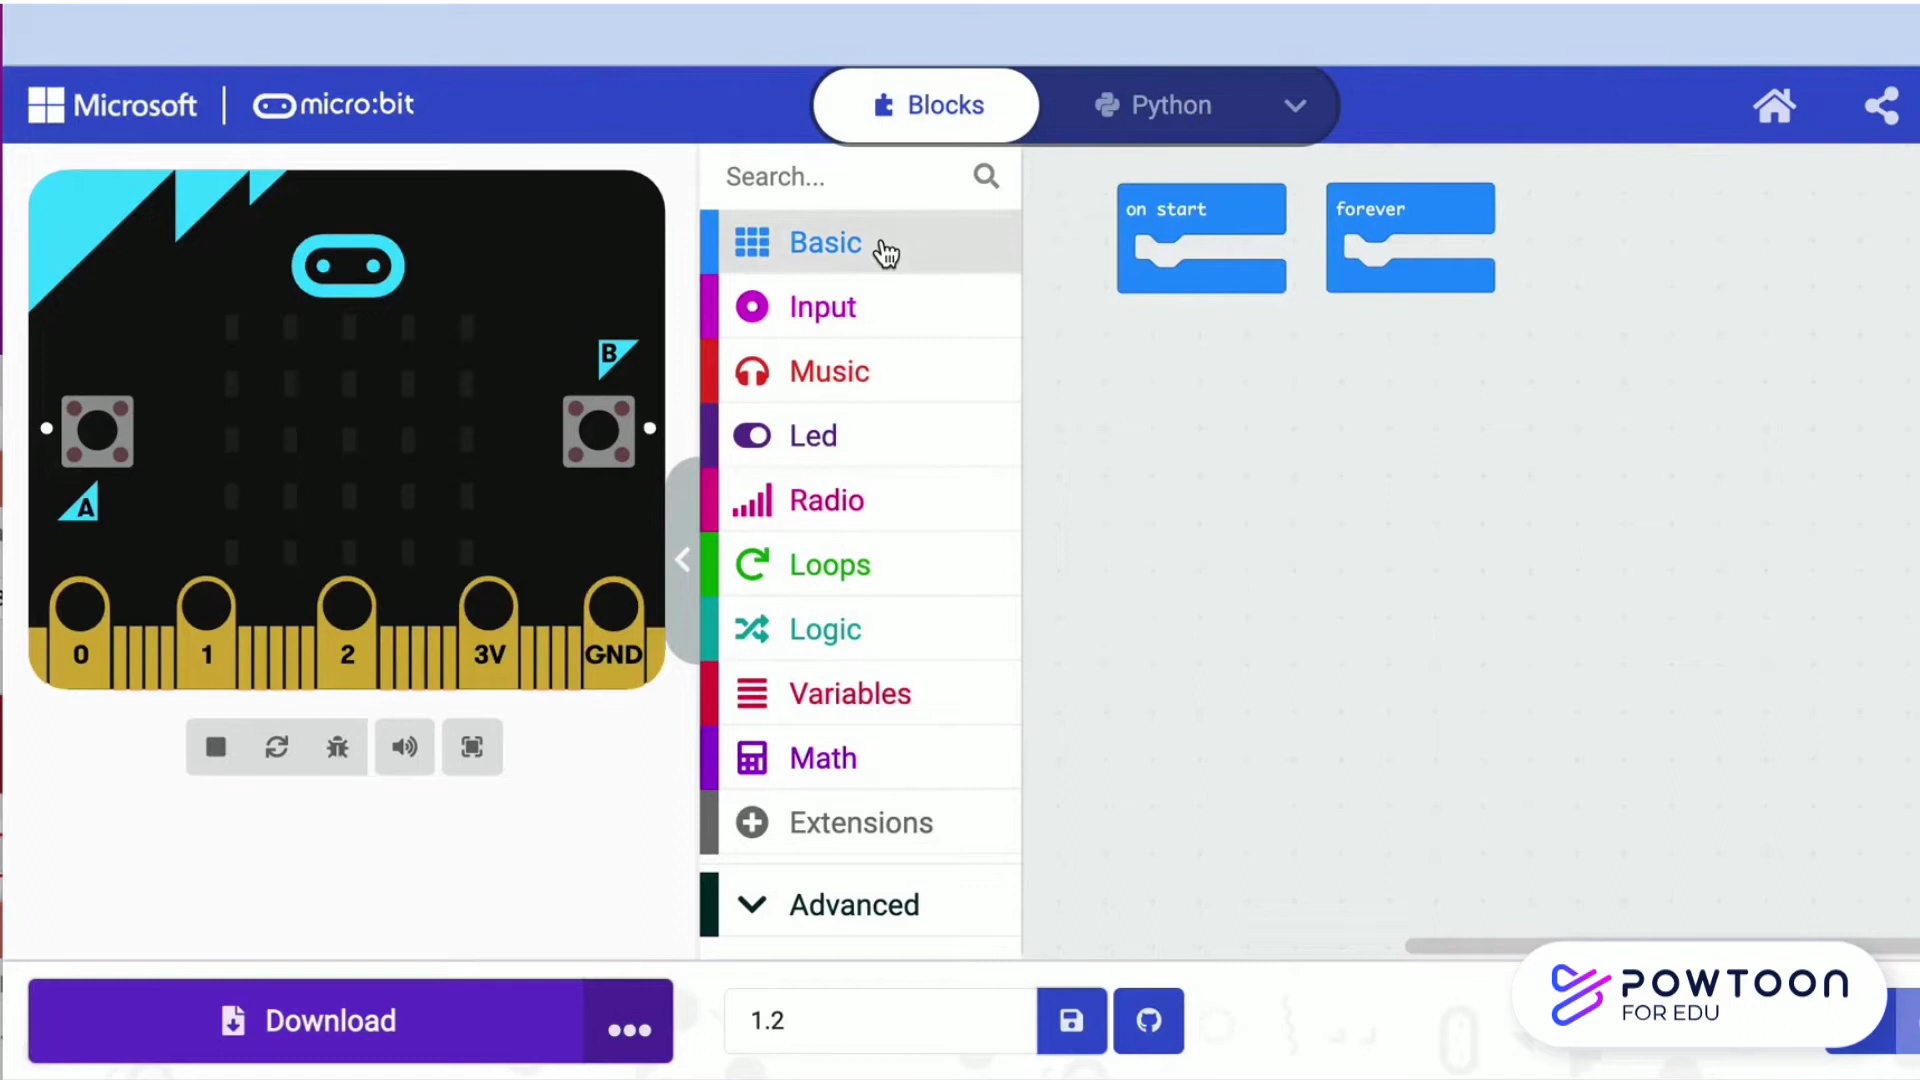 Microsoft
micro:bit
Blocks
Python
Search...
on start
forever
Basic
Input
Music
B
Led
Radio
A
Loops
Logic
0
1
2
3V
GND
Variables
Math
Extensions
Advanced
Download
1.2
POWTOON
FOR EDU